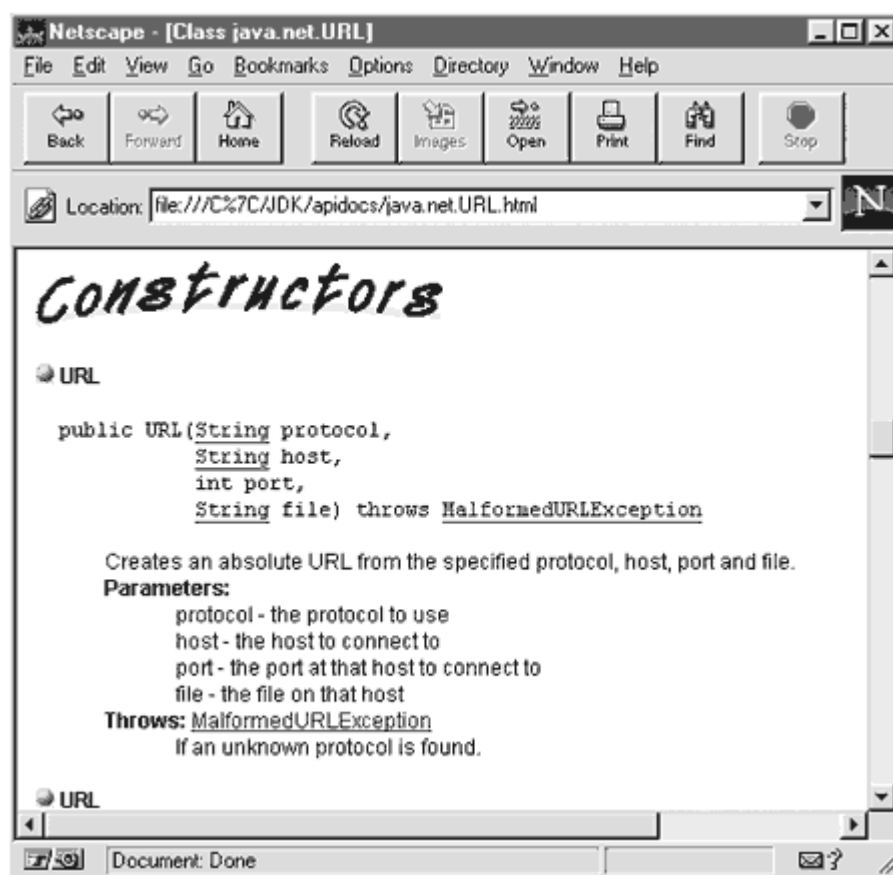 Netscape - [Class java.net.URL]
File Edit View Go Bookmarks Options Directory Window Help
Back Forward Home Reload Images Open Print Find Stop
Location: file:///C%7C/JDK/apidocs/java.net.URL.html
N
Constructors
URL
public URL(String protocol,
String host,
int port,
String file) throws MalformedURLException
Creates an absolute URL from the specified protocol, host, port and file.
Parameters:
protocol - the protocol to use
host - the host to connect to
port - the port at that host to connect to
file - the file on that host
Throws: MalformedURLException
If an unknown protocol is found.
URL
Document: Done
?